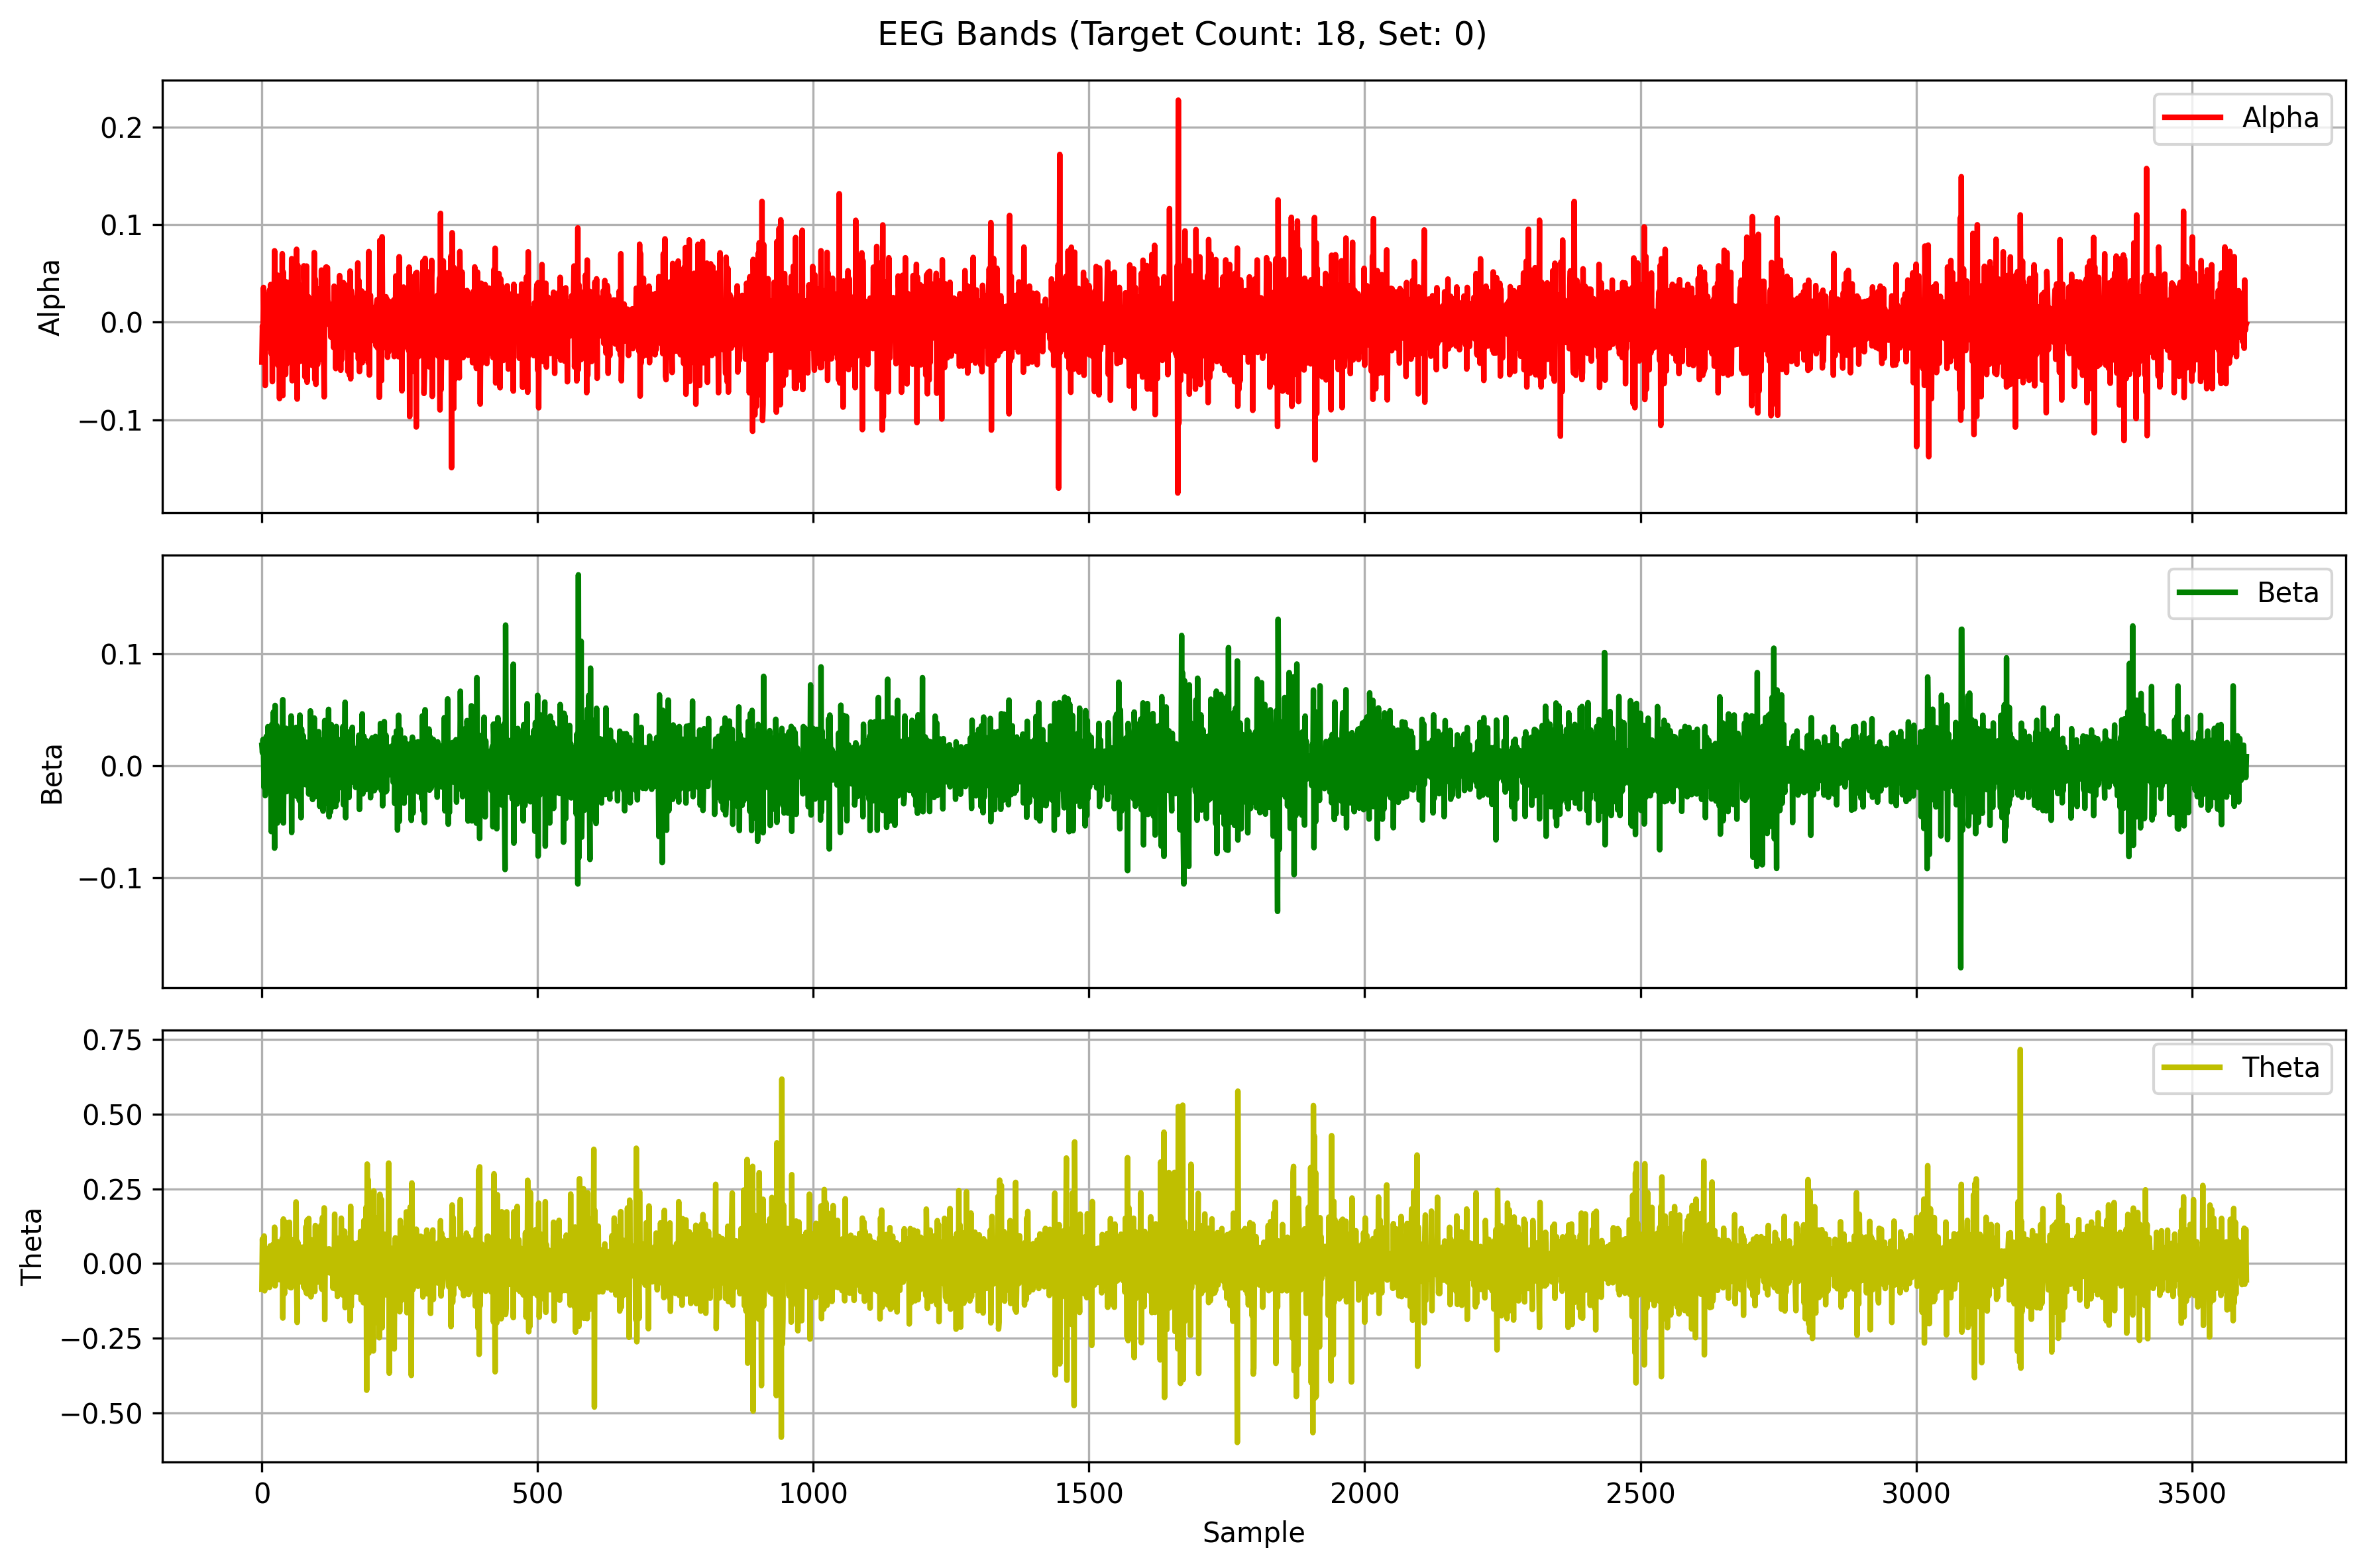 EEG Bands (Target Count: 18, Set: 0)
0.2
0.1
0.0
−0.1
Alpha
Alpha
0.1
0.0
−0.1
Beta
Beta
0.75
0.50
0.25
0.00
−0.25
−0.50
Theta
Theta
0 500 1000 1500 2000 2500 3000 3500
Sample